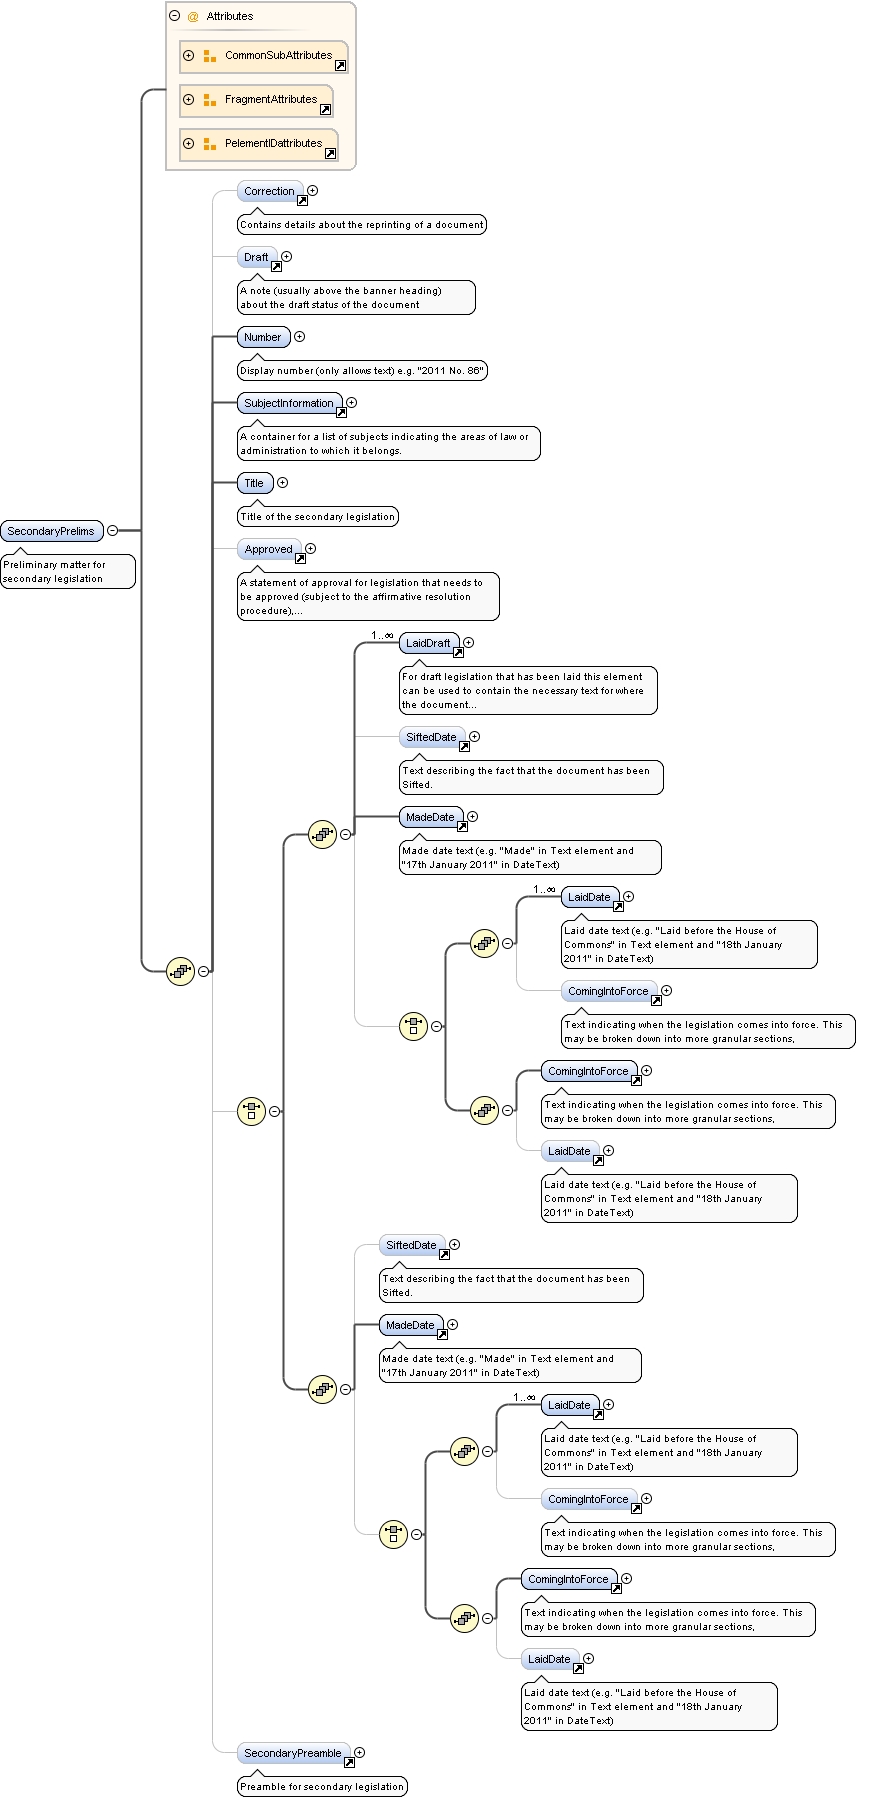 Attributes
CommonSubAttributes
FragmentAttributes
PelementIDattributes
Correction
Contains details about the reprinting of a document
Draft
A note (usually above the banner heading)
about the draft status of the document
Number
Display number (only allows text) e.g. "2011 No. 86"
SubjectInformation
A container for a list of subjects indicating the areas of law or
administration to which it belongs.
Title
Title of the secondary legislation
SecondaryPrelims
Preliminary matter for
secondary legislation
Approved
A statement of approval for legislation that needs to
be approved (subject to the affirmative resolution
procedure),...
1..∞
LaidDraft
For draft legislation that has been laid this element
can be used to contain the necessary text for where
the document...
SiftedDate
Text describing the fact that the document has been
Sifted.
MadeDate
Made date text (e.g. "Made" in Text element and
"17th January 2011" in DateText)
1..∞
LaidDate
Laid date text (e.g. "Laid before the House of
Commons" in Text element and "18th January
2011" in DateText)
ComingIntoForce
Text indicating when the legislation comes into force. This
may be broken down into more granular sections,
ComingIntoForce
Text indicating when the legislation comes into force. This
may be broken down into more granular sections,
LaidDate
Laid date text (e.g. "Laid before the House of
Commons" in Text element and "18th January
2011" in DateText)
SiftedDate
Text describing the fact that the document has been
Sifted.
MadeDate
Made date text (e.g. "Made" in Text element and
"17th January 2011" in DateText)
1..∞
LaidDate
Laid date text (e.g. "Laid before the House of
Commons" in Text element and "18th January
2011" in DateText)
ComingIntoForce
Text indicating when the legislation comes into force. This
may be broken down into more granular sections,
ComingIntoForce
Text indicating when the legislation comes into force. This
may be broken down into more granular sections,
LaidDate
Laid date text (e.g. "Laid before the House of
Commons" in Text element and "18th January
2011" in DateText)
SecondaryPreamble
Preamble for secondary legislation